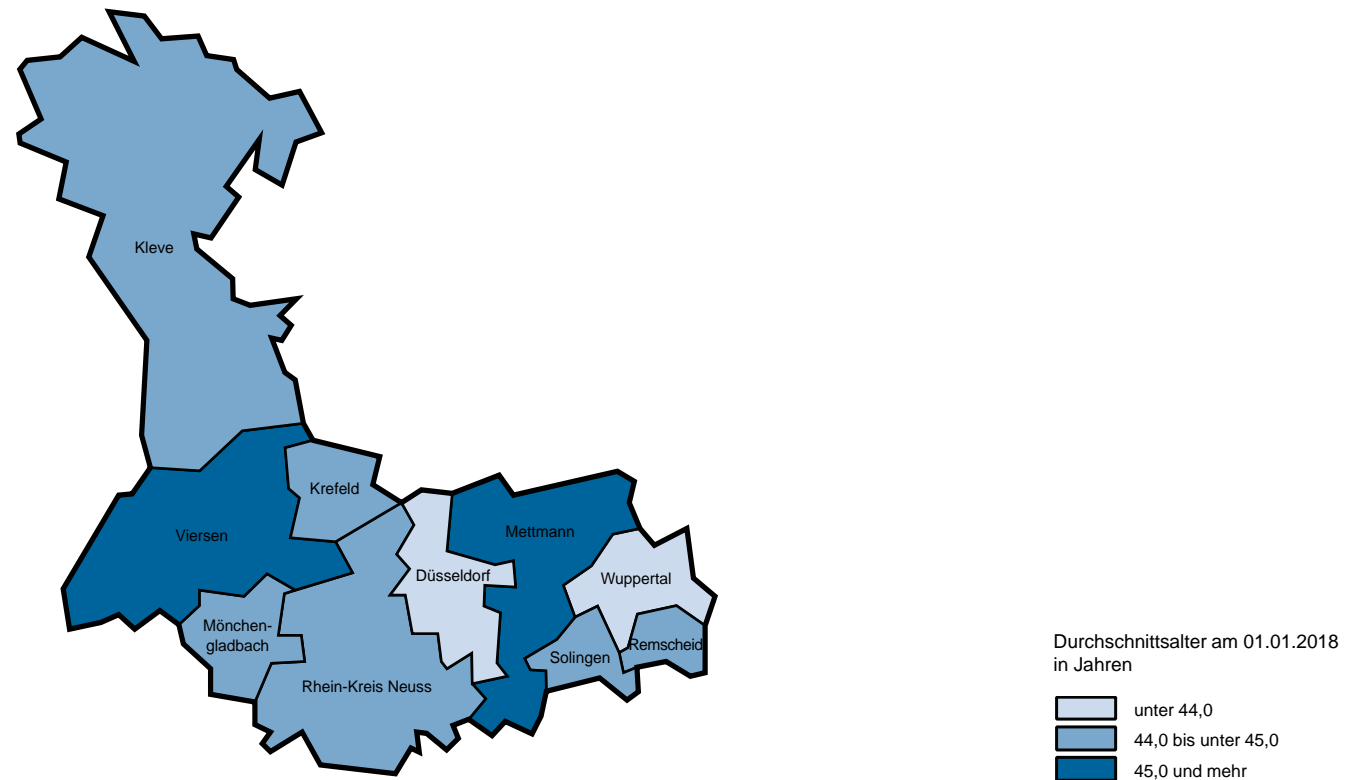 Kleve
Krefeld
Viersen
Mettmann
Düsseldorf
Wuppertal
Mönchen-
gladbach
Solingen
Remscheid
Rhein-Kreis Neuss
Durchschnittsalter am 01.01.2018
in Jahren
unter 44,0
44,0 bis unter 45,0
45,0 und mehr